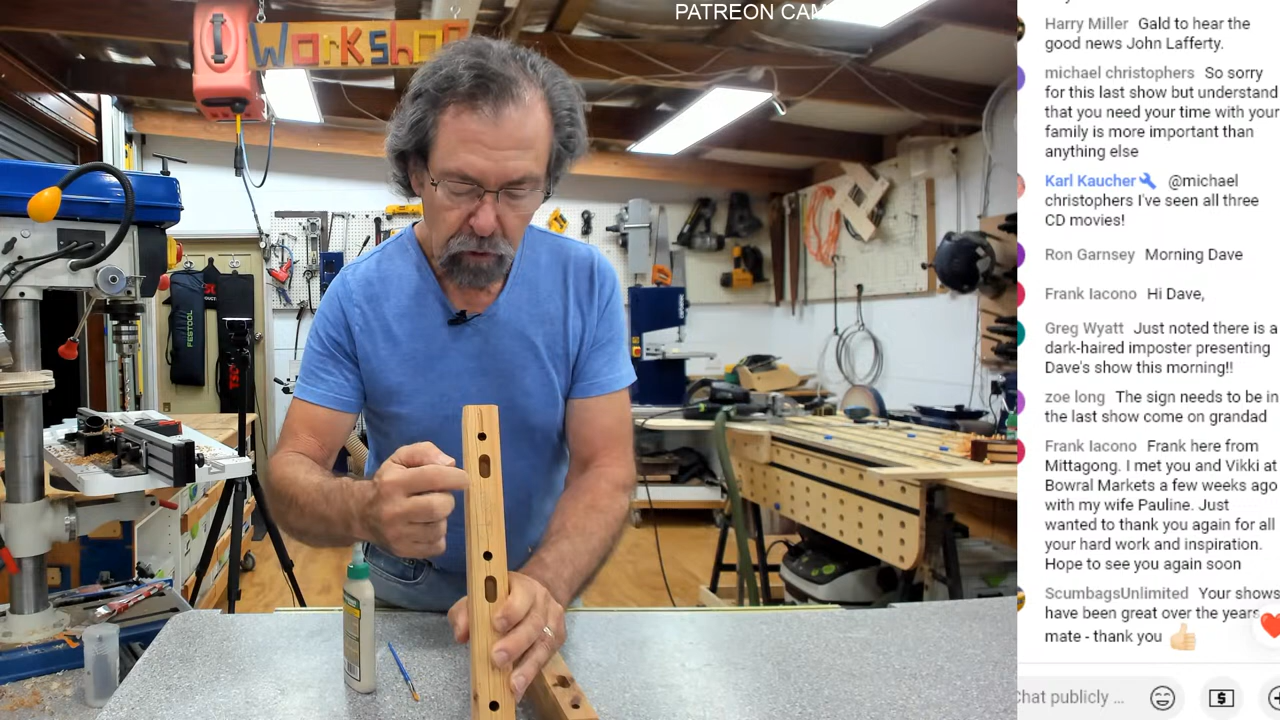 PATREON CAM
Workshop
FESTOOL
Harry Miller Gald to hear the
good news John Lafferty.
michael christophers So sorry
for this last show but understand
that you need your time with your
family is more important than
anything else
Karl Kaucher @michael
christophers I've seen all three
CD movies!
Ron Garnsey Morning Dave
Frank Iacono Hi Dave,
Greg Wyatt Just noted there is a
dark-haired imposter presenting
Dave's show this morning!!
zoe long The sign needs to be in
the last show come on grandad
Frank Iacono Frank here from
Mittagong. I met you and Vikki at
Bowral Markets a few weeks ago
with my wife Pauline. Just
wanted to thank you again for all
your hard work and inspiration.
Hope to see you again soon
ScumbagsUnlimited Your shows
have been great over the years
mate - thank you 👍
Chat publicly ...